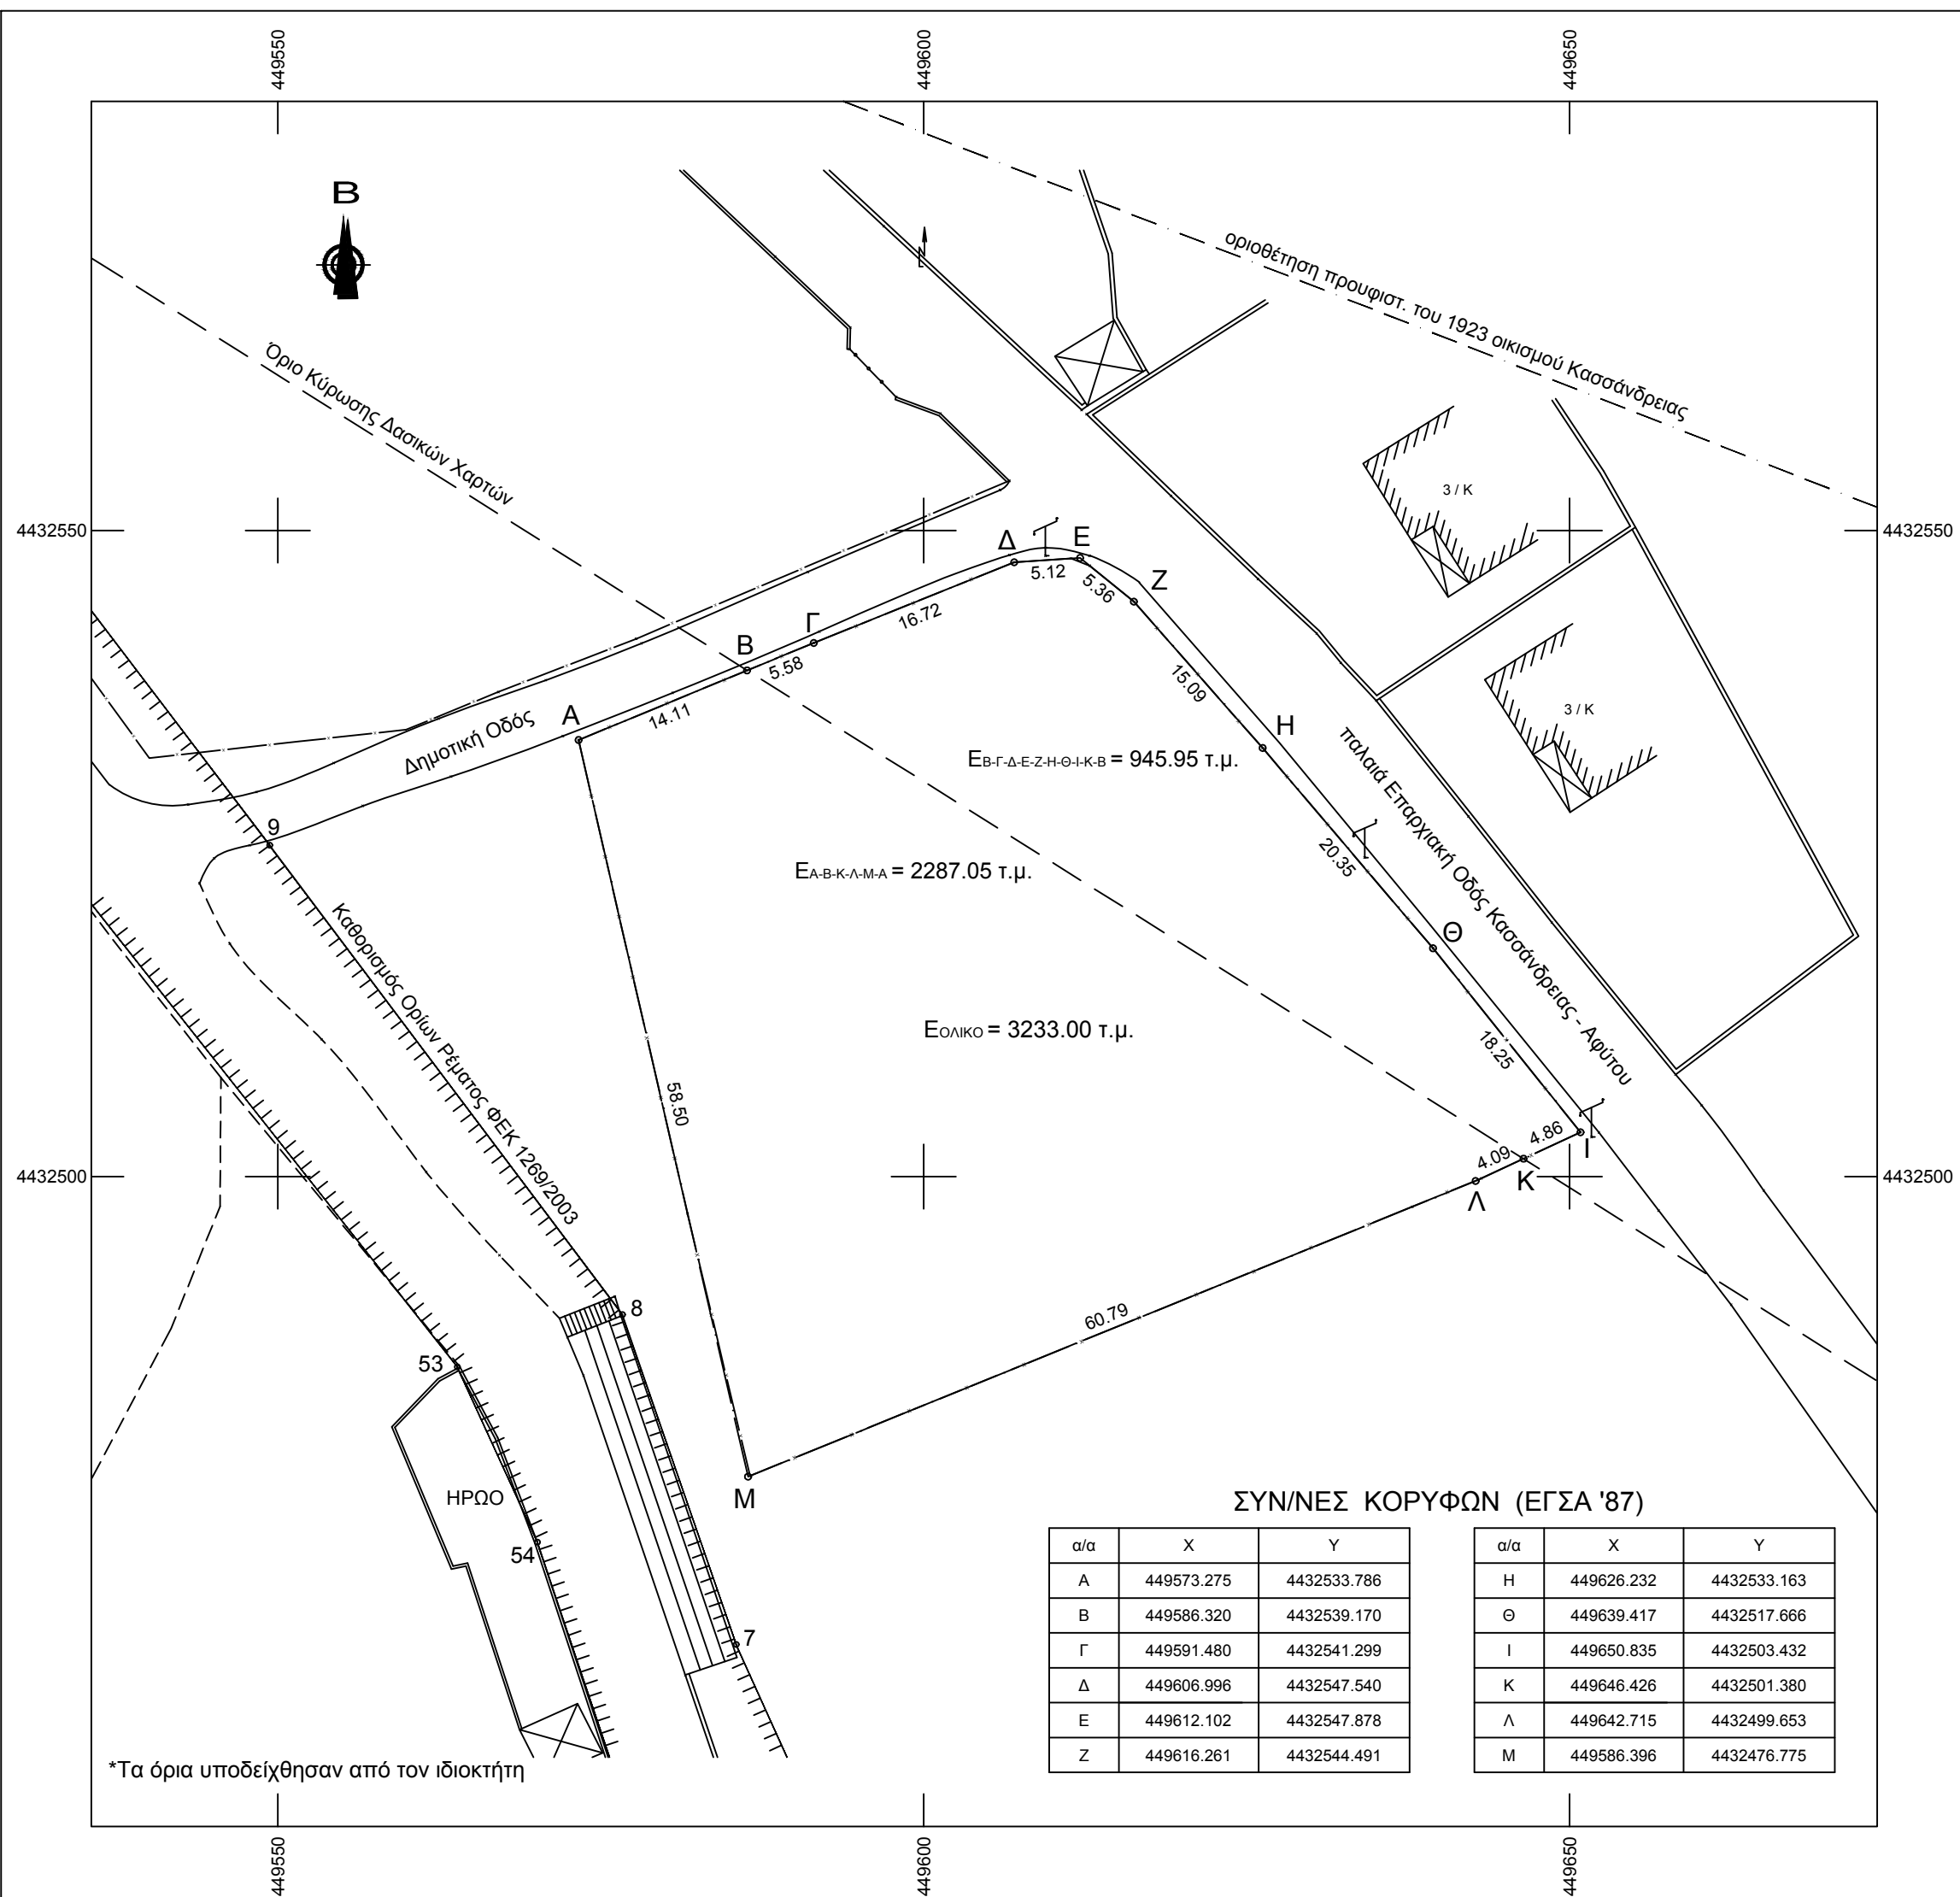 449550
449600
449650
Β
N
οριοθέτηση προυφιστ. του 1923 οικισμού Κασσάνδρειας
Όριο Κύρωσης Δασικών Χαρτών
3 / Κ
4432550
4432550
Δ
Ε
5.12
5.36
Ζ
16.72
Γ
Β
5.58
Α
14.11
15.09
Η
3 / Κ
Δημοτική Οδός
παλαιά Επαρχιακή Οδός Κασσάνδρειας - Αφύτου
ΕΒ-Γ-Δ-Ε-Ζ-Η-Θ-Ι-Κ-Β = 945.95 τ.μ.
9
20.35
ΕΑ-Β-Κ-Λ-Μ-Α = 2287.05 τ.μ.
Θ
Καθορισμός Ορίων Ρέματος ΦΕΚ 1269/2003
ΕΟΛΙΚΟ = 3233.00 τ.μ.
18.25
58.50
4.86
Ι
4.09
Κ
4432500
4432500
Λ
8
60.79
53
ΗΡΩΟ
Μ
54
7
ΣΥΝ/ΝΕΣ ΚΟΡΥΦΩΝ (ΕΓΣΑ '87)
α/α Χ Υ
Α 449573.275 4432533.786
Β 449586.320 4432539.170
Γ 449591.480 4432541.299
Δ 449606.996 4432547.540
Ε 449612.102 4432547.878
Ζ 449616.261 4432544.491
α/α Χ Υ
Η 449626.232 4432533.163
Θ 449639.417 4432517.666
Ι 449650.835 4432503.432
Κ 449646.426 4432501.380
Λ 449642.715 4432499.653
Μ 449586.396 4432476.775
*Τα όρια υποδείχθησαν από τον ιδιοκτήτη
449550
449600
449650